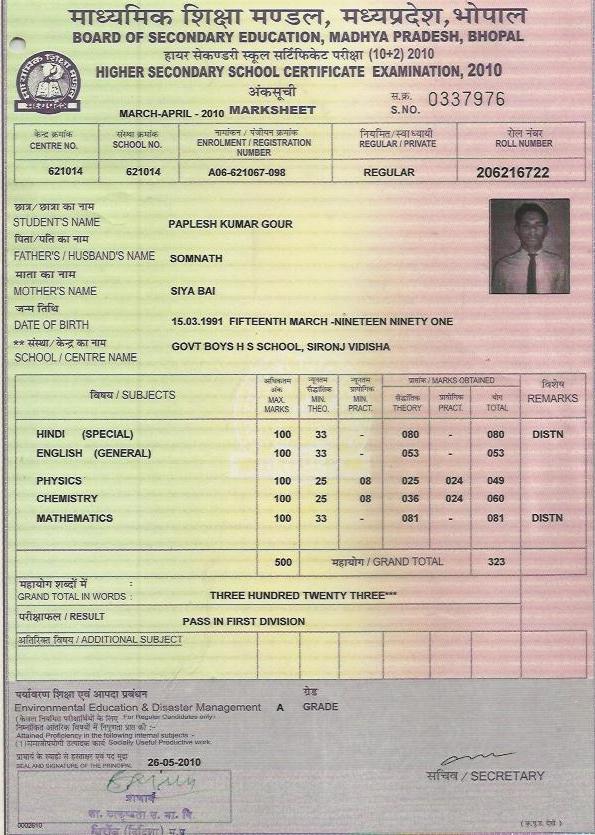 माध्यमिक शिक्षा मण्डल, मध्यप्रदेश, भोपाल
BOARD OF SECONDARY EDUCATION, MADHYA PRADESH, BHOPAL
हायर सेकण्डरी स्कूल सर्टिफिकेट परीक्षा (10+2) 2010
HIGHER SECONDARY SCHOOL CERTIFICATE EXAMINATION, 2010
अंकसूची
MARCH-APRIL - 2010 MARKSHEET
स.क्र.
S.NO. 0337976
केन्द्र क्रमांक संस्था क्रमांक नामांकन / पंजीयन क्रमांक नियमित/स्वाध्यायी रोल नंबर
CENTRE NO. SCHOOL NO. ENROLMENT / REGISTRATION NUMBER REGULAR / PRIVATE ROLL NUMBER
621014 621014 A06-621067-098 REGULAR 206216722
छात्र/छात्रा का नाम
STUDENT'S NAME PAPLESH KUMAR GOUR
पिता/पति का नाम
FATHER'S / HUSBAND'S NAME SOMNATH
माता का नाम
MOTHER'S NAME SIYA BAI
जन्म तिथि
DATE OF BIRTH 15.03.1991 FIFTEENTH MARCH -NINETEEN NINETY ONE
** संस्था/केन्द्र का नाम
SCHOOL / CENTRE NAME GOVT BOYS H S SCHOOL, SIRONJ VIDISHA
विषय / SUBJECTS
अधिकतम अंक MAX. MARKS
न्यूनतम सैद्धांतिक MIN. THEO.
न्यूनतम प्रायोगिक MIN. PRACT.
प्राप्तांक / MARKS OBTAINED
सैद्धांतिक THEORY
प्रायोगिक PRACT.
योग TOTAL
विशेष REMARKS
HINDI (SPECIAL) 100 33 - 080 - 080 DISTN
ENGLISH (GENERAL) 100 33 - 053 - 053
PHYSICS 100 25 08 025 024 049
CHEMISTRY 100 25 08 036 024 060
MATHEMATICS 100 33 - 081 - 081 DISTN
500 महायोग / GRAND TOTAL 323
महायोग शब्दों में :
GRAND TOTAL IN WORDS : THREE HUNDRED TWENTY THREE***
परीक्षाफल / RESULT PASS IN FIRST DIVISION
अतिरिक्त विषय / ADDITIONAL SUBJECT
पर्यावरण शिक्षा एवं आपदा प्रबंधन ग्रेड
Environmental Education & Disaster Management A GRADE
(केवल नियमित परीक्षार्थियों के लिए For Regular Candidates only)
निम्नांकित आंतरिक विषयों में निपुणता प्राप्त की :-
Attained Proficiency in the following internal subjects :-
(1) समाजोपयोगी उत्पादक कार्य Socially Useful Productive work.
प्राचार्य के स्याही से हस्ताक्षर एवं पद मुद्रा
SEAL AND SIGNATURE OF THE PRINCIPAL 26-05-2010
सचिव / SECRETARY
प्राचार्य
0002610
(कृ.पृ.उ. देखें)